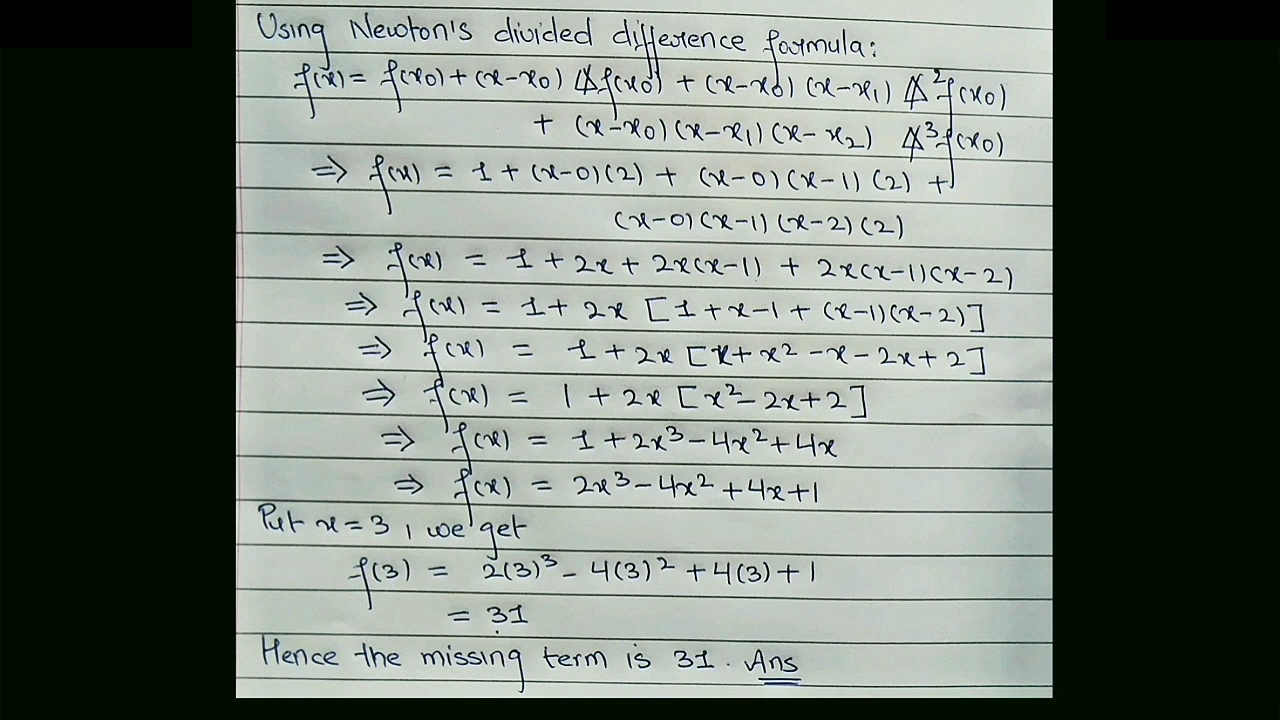 Using Newton's divided difference formula:
f(x) = f(x0) + (x-x0) ⍋f(x0) + (x-x0) (x-x1) ⍋²f(x0)
+ (x-x0) (x-x1) (x-x2) ⍋³f(x0)
⇒ f(x) = 1 + (x-0)(2) + (x-0)(x-1) (2) +
(x-0)(x-1) (x-2) (2)
⇒ f(x) = 1 + 2x + 2x(x-1) + 2x(x-1)(x-2)
⇒ f(x) = 1 + 2x [1 + x-1 + (x-1)(x-2)]
⇒ f(x) = 1 + 2x [x + x² - x - 2x + 2]
⇒ f(x) = 1 + 2x [x² - 2x + 2]
⇒ f(x) = 1 + 2x³ - 4x² + 4x
⇒ f(x) = 2x³ - 4x² + 4x + 1
Put x = 3, we get
f(3) = 2(3)³ - 4(3)² + 4(3) + 1
= 31
Hence the missing term is 31. Ans